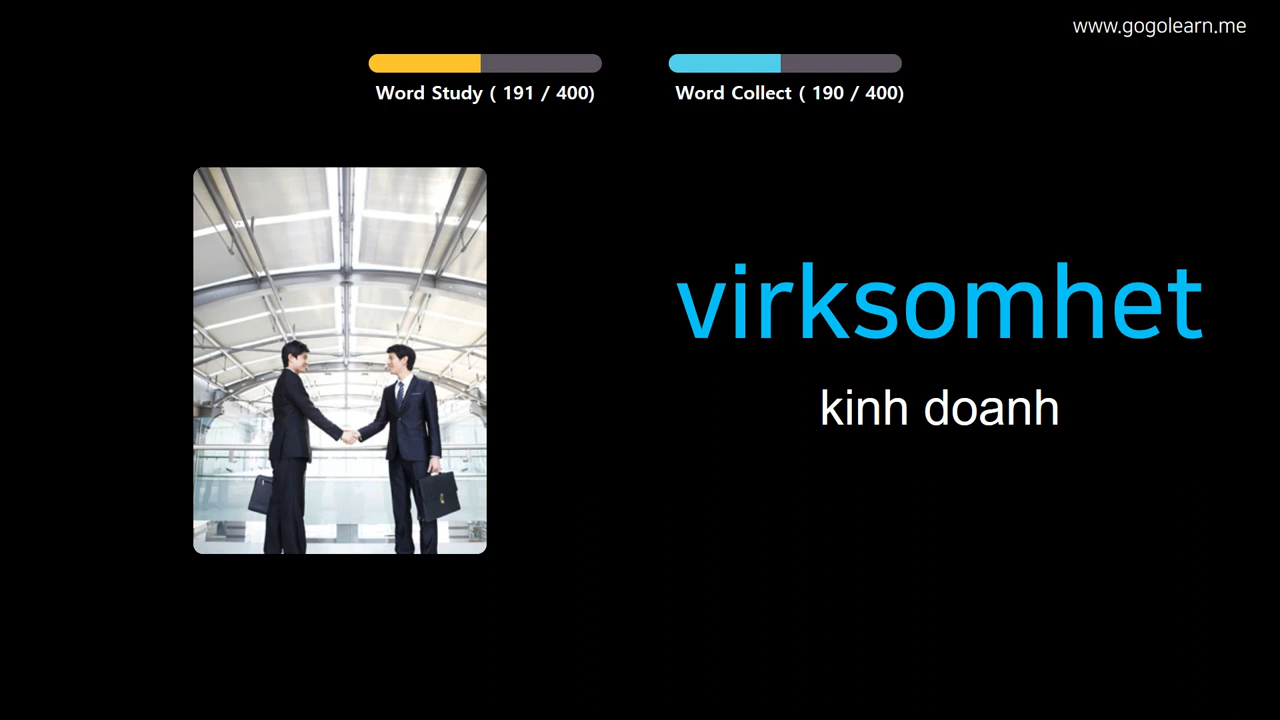 www.gogolearn.me
Word Study ( 191 / 400)
Word Collect ( 190 / 400)
virksomhet
kinh doanh